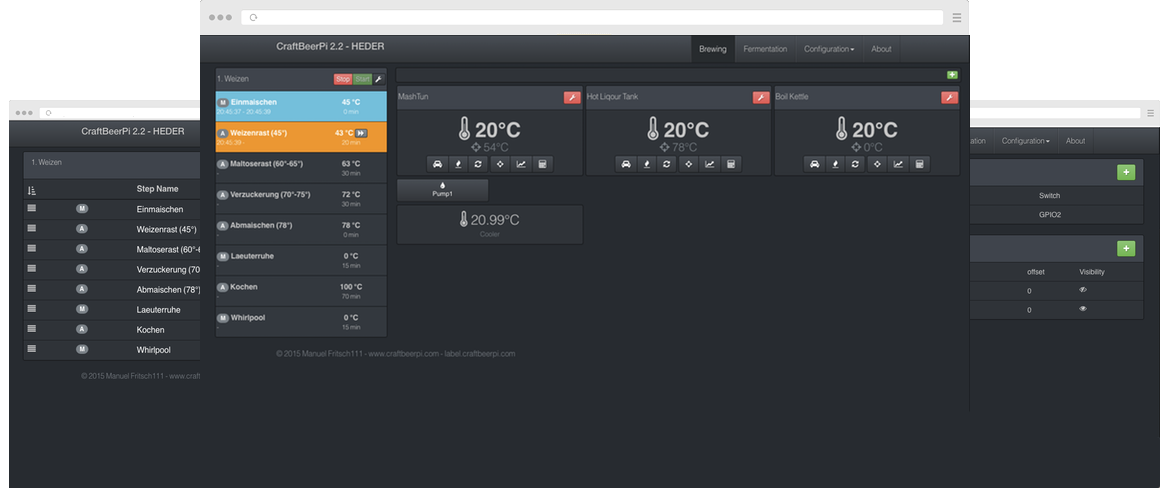 CraftBeerPi 2.2 - HEDER
Brewing Fermentation Configuration About
1. Weizen Stop Start
M Einmaischen 45 °C
20:45:37 - 20:45:39 0 min
A Weizenrast (45°) 43 °C
20:45:39 - 20 min
A Maltoserast (60°-65°) 63 °C
- 30 min
A Verzuckerung (70°-75°) 72 °C
- 30 min
A Abmaischen (78°) 78 °C
- 0 min
M Laeuterruhe 0 °C
- 15 min
A Kochen 100 °C
- 70 min
M Whirlpool 0 °C
- 15 min
MashTun
20°C
54°C
Hot Liqour Tank
20°C
78°C
Boil Kettle
20°C
0°C
Pump1
20.99°C
Cooler
© 2015 Manuel Fritsch111 - www.craftbeerpi.com - label.craftbeerpi.com
CraftBeerPi 2.2 - HEDER
1. Weizen
Step Name
M Einmaischen
A Weizenrast (45°)
A Maltoserast (60°-6
A Verzuckerung (70
A Abmaischen (78°)
M Laeuterruhe
A Kochen
M Whirlpool
© 2015 Manuel Fritsch111 - www.craft
ation Configuration About
Switch
GPIO2
offset Visibility
0
0